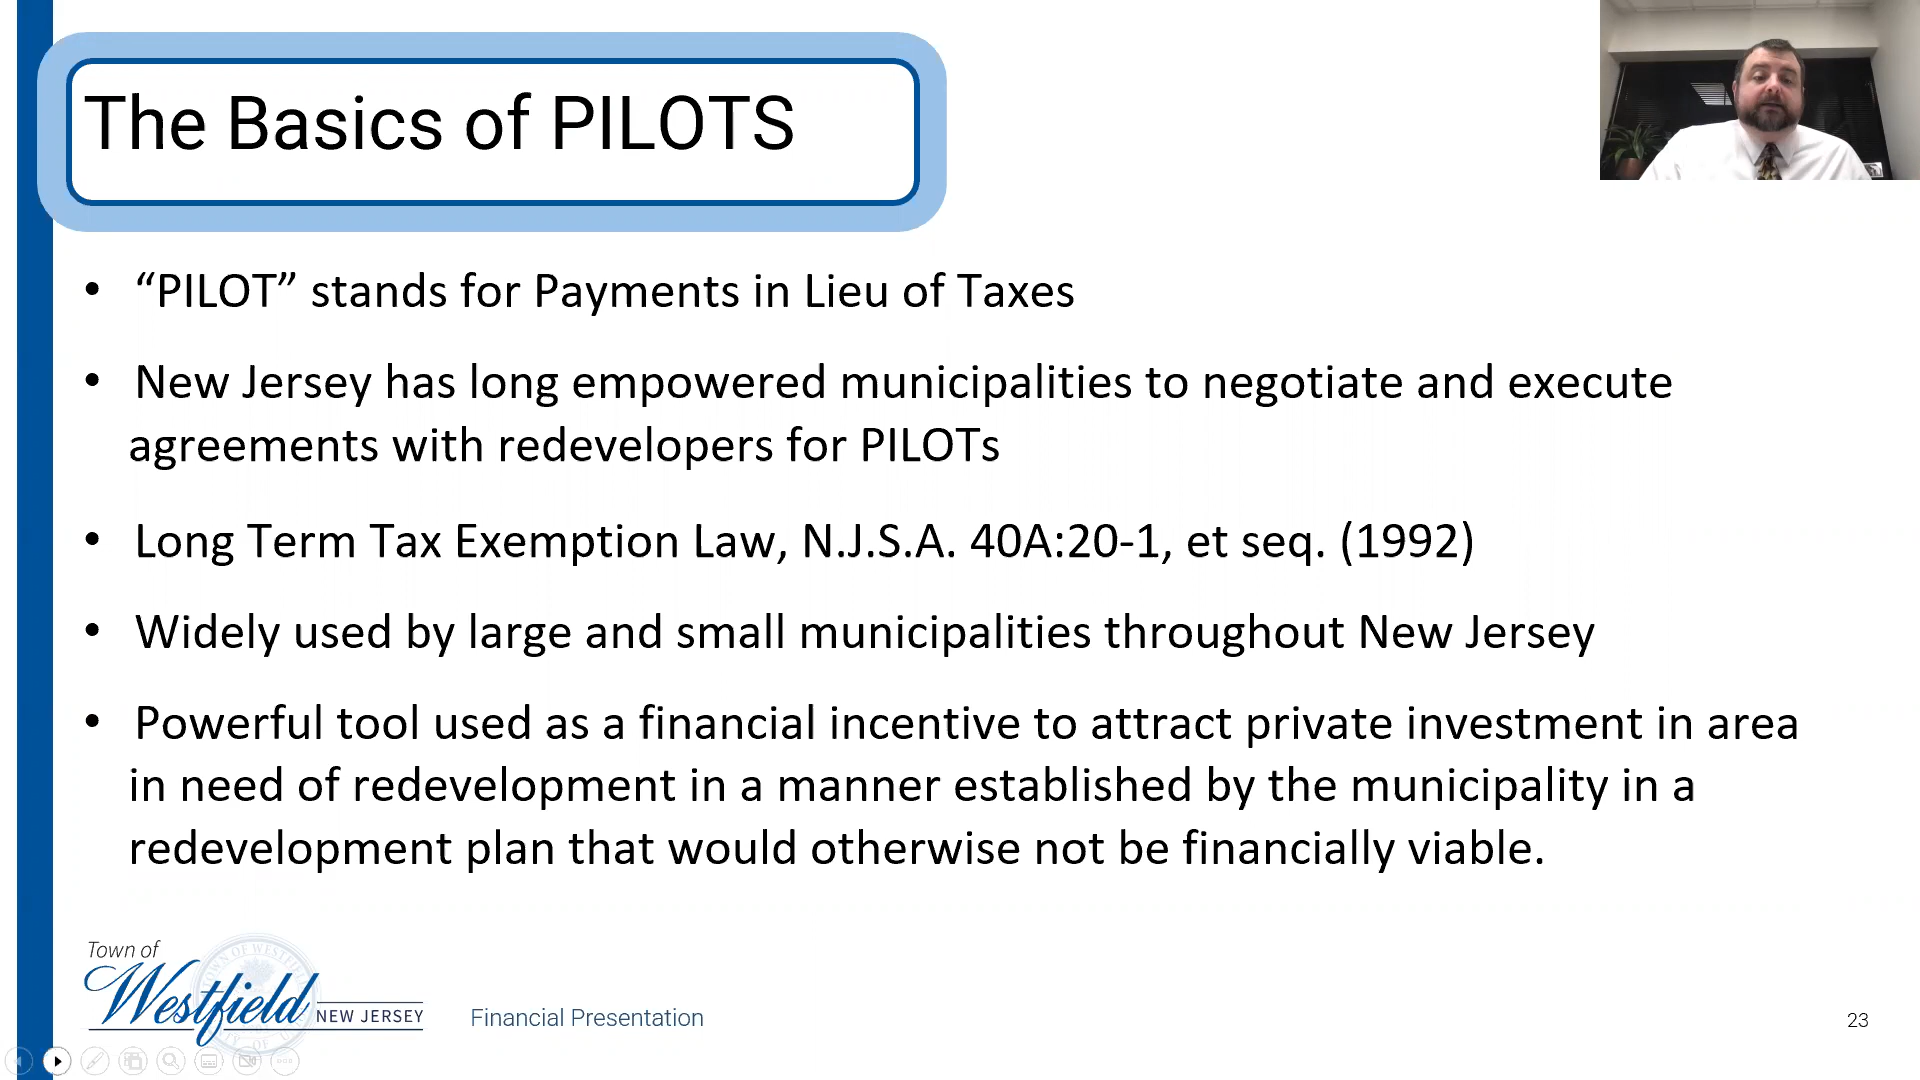 The Basics of PILOTS
• “PILOT” stands for Payments in Lieu of Taxes
• New Jersey has long empowered municipalities to negotiate and execute
agreements with redevelopers for PILOTs
• Long Term Tax Exemption Law, N.J.S.A. 40A:20-1, et seq. (1992)
• Widely used by large and small municipalities throughout New Jersey
• Powerful tool used as a financial incentive to attract private investment in area
in need of redevelopment in a manner established by the municipality in a
redevelopment plan that would otherwise not be financially viable.
Town of
Westfield
NEW JERSEY
Financial Presentation
23